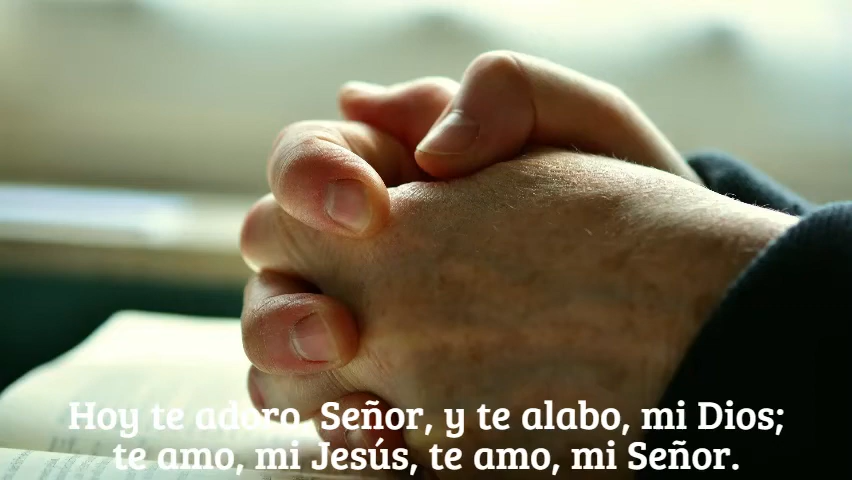 Hoy te adoro, Señor, y te alabo, mi Dios;
te amo, mi Jesús, te amo, mi Señor.